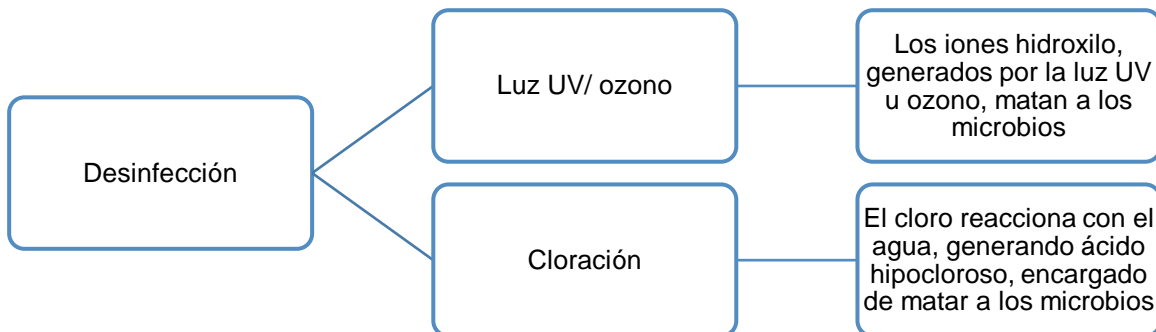 Desinfección
Luz UV/ ozono
Los iones hidroxilo,
generados por la luz UV
u ozono, matan a los
microbios
Cloración
El cloro reacciona con el
agua, generando ácido
hipocloroso, encargado
de matar a los microbios